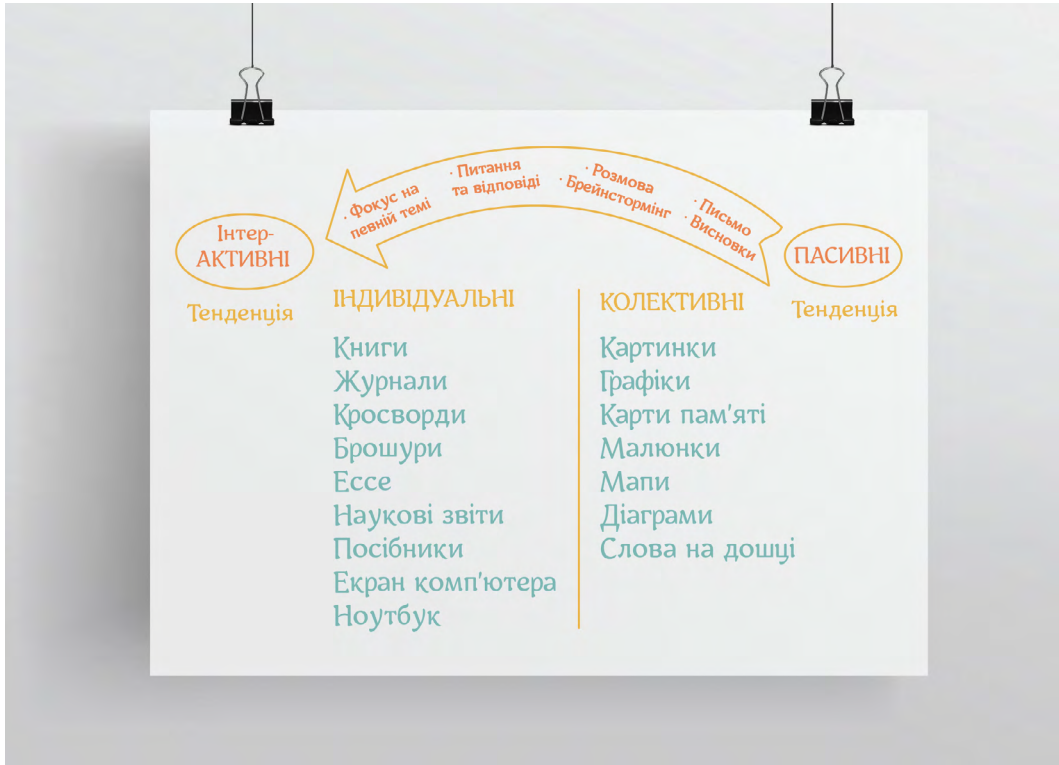 · Фокус на
певній темі
· Питання
та відповіді
· Розмова
· Брейнстормінг
· Письмо
· Висновки
Інтер-
АКТИВНІ
Тенденція
ПАСИВНІ
Тенденція
ІНДИВІДУАЛЬНІ
Книги
Журнали
Кросворди
Брошури
Ессе
Наукові звіти
Посібники
Екран комп'ютера
Ноутбук
КОЛЕКТИВНІ
Картинки
Графіки
Карти пам'яті
Малюнки
Мапи
Діаграми
Слова на дошці